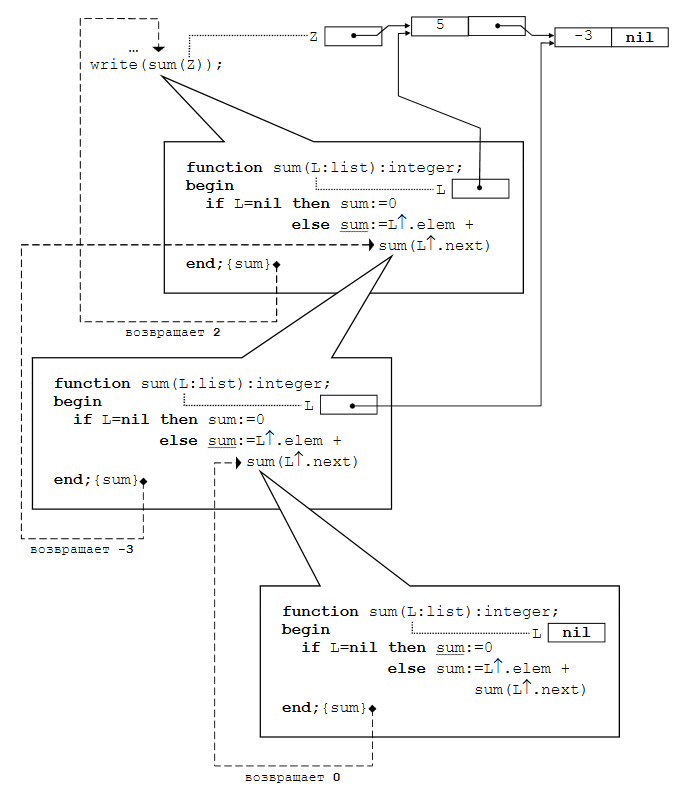 5
-3 nil
Z
…
write(sum(Z));
function sum(L:list):integer;
begin
L
if L=nil then sum:=0
else sum:=L↑.elem +
sum(L↑.next)
end;{sum}
возвращает 2
function sum(L:list):integer;
begin
L
if L=nil then sum:=0
else sum:=L↑.elem +
sum(L↑.next)
end;{sum}
возвращает -3
function sum(L:list):integer;
begin
L nil
if L=nil then sum:=0
else sum:=L↑.elem +
sum(L↑.next)
end;{sum}
возвращает 0